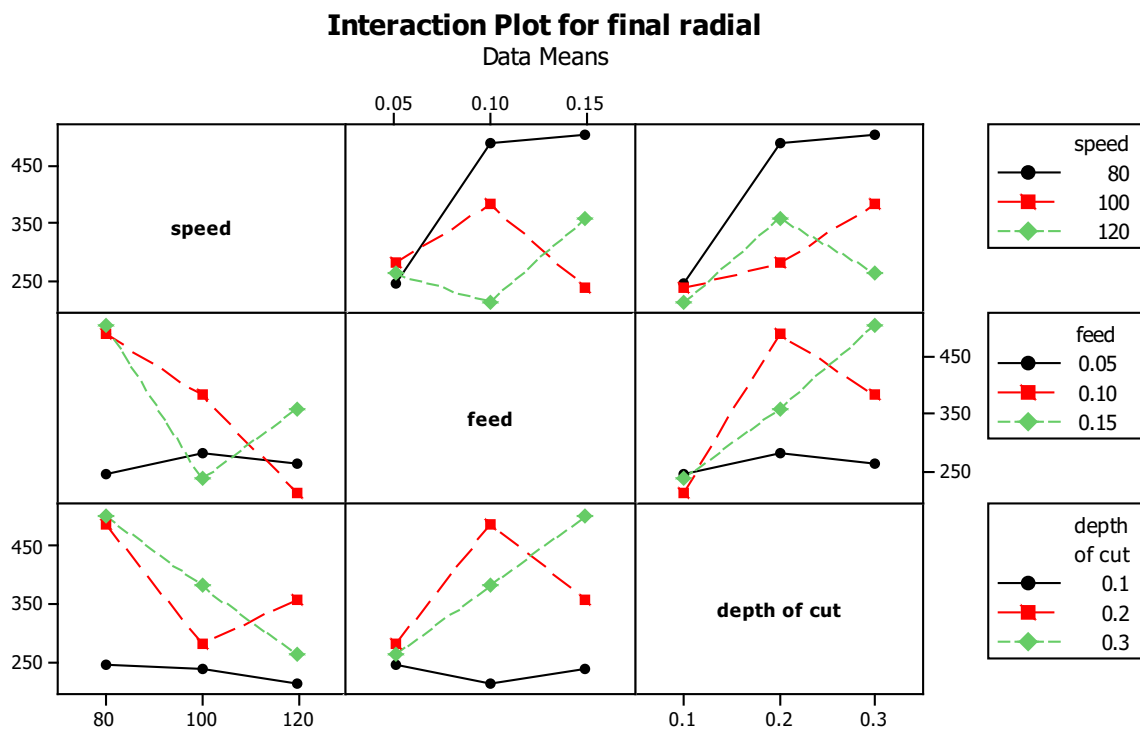 Interaction Plot for final radial
Data Means
0.05 0.10 0.15
450
350
250
speed
speed
80
100
120
feed
450
350
250
feed
0.05
0.10
0.15
450
350
250
depth of cut
depth
of cut
0.1
0.2
0.3
80 100 120
0.1 0.2 0.3